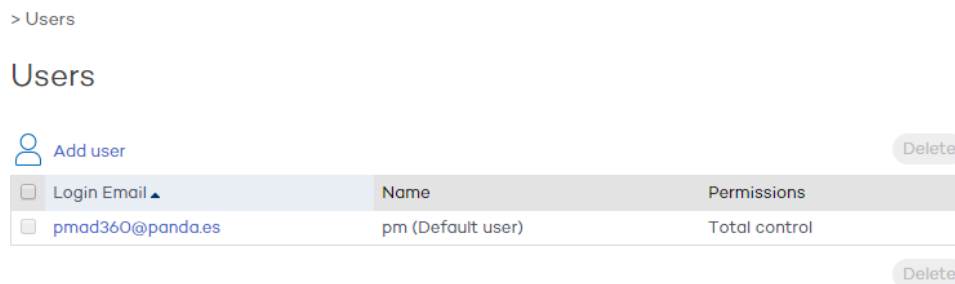 > Users
Users
Add user
Delete
Login Email Name Permissions
pmad360@panda.es pm (Default user) Total control
Delete